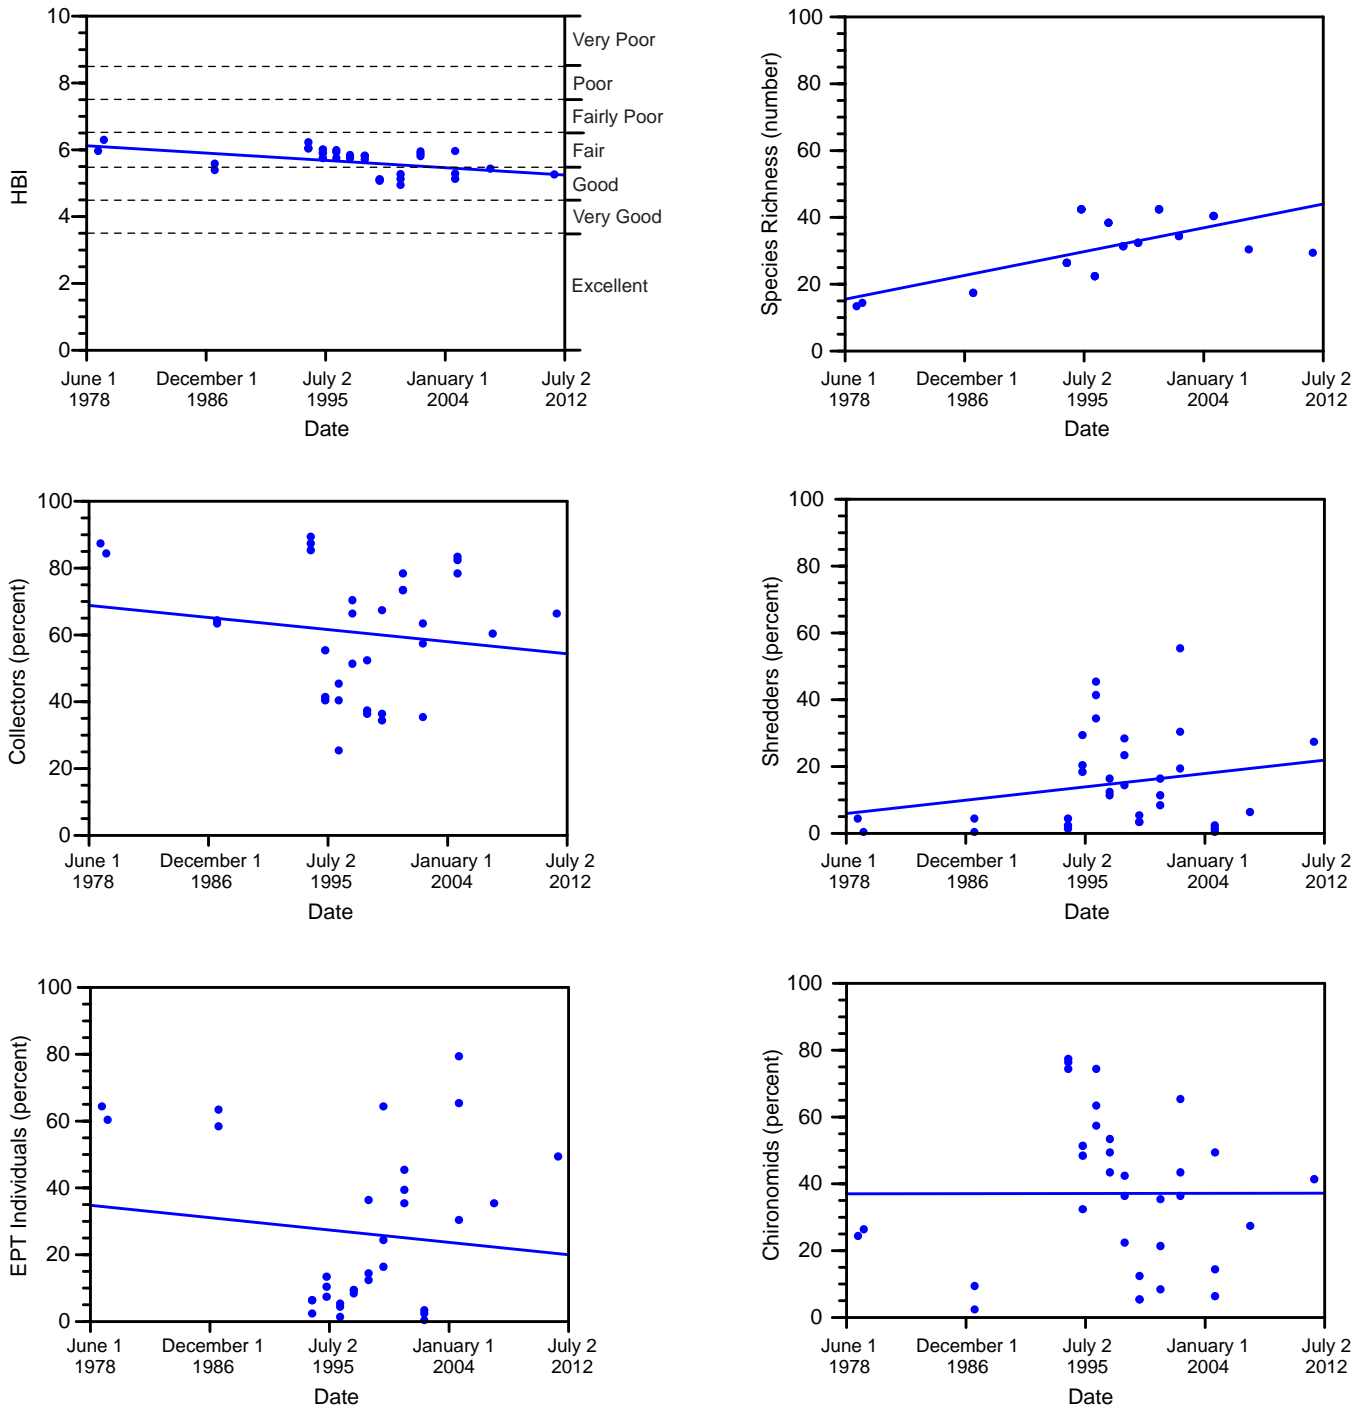 HBI
10
8
6
4
2
0
Very Poor
Poor
Fairly Poor
Fair
Good
Very Good
Excellent
June 1 December 1 July 2 January 1 July 2
1978 1986 1995 2004 2012
Date
Species Richness (number)
100
80
60
40
20
0
June 1 December 1 July 2 January 1 July 2
1978 1986 1995 2004 2012
Date
Collectors (percent)
100
80
60
40
20
0
June 1 December 1 July 2 January 1 July 2
1978 1986 1995 2004 2012
Date
Shredders (percent)
100
80
60
40
20
0
June 1 December 1 July 2 January 1 July 2
1978 1986 1995 2004 2012
Date
EPT Individuals (percent)
100
80
60
40
20
0
June 1 December 1 July 2 January 1 July 2
1978 1986 1995 2004 2012
Date
Chironomids (percent)
100
80
60
40
20
0
June 1 December 1 July 2 January 1 July 2
1978 1986 1995 2004 2012
Date